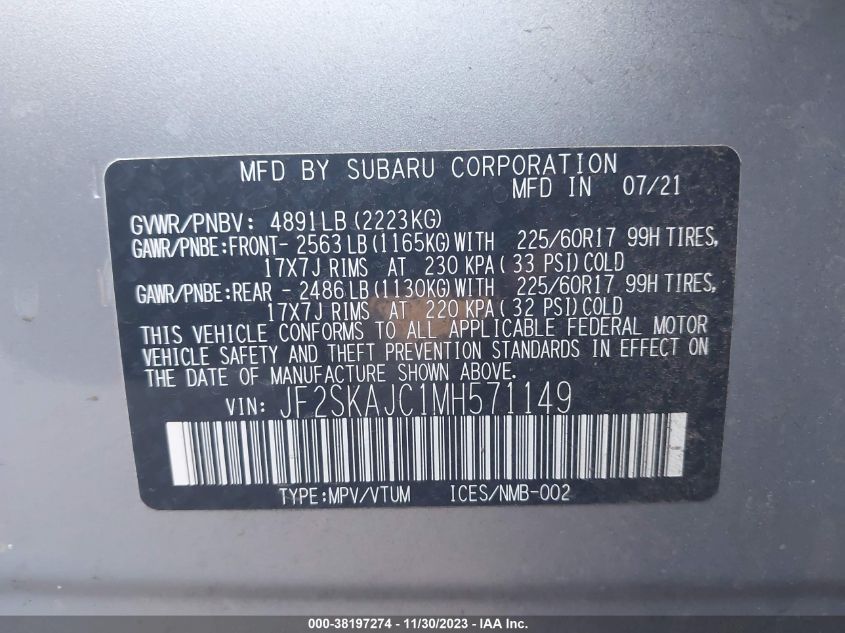 MFD BY SUBARU CORPORATION
MFD IN 07/21
GVWR/PNBV: 4891LB (2223KG)
GAWR/PNBE:FRONT- 2563LB (1165KG) WITH 225/60R17 99H TIRES,
17X7J RIMS AT 230 KPA ( 33 PSI) COLD
GAWR/PNBE:REAR - 2486LB (1130KG) WITH 225/60R17 99H TIRES,
17X7J RIMS AT 220 KPA ( 32 PSI) COLD
THIS VEHICLE CONFORMS TO ALL APPLICABLE FEDERAL MOTOR
VEHICLE SAFETY AND THEFT PREVENTION STANDARDS IN EFFECT ON
THE DATE OF MANUFACTURE SHOWN ABOVE.
VIN: JF2SKAJC1MH571149
TYPE:MPV/VTUM ICES/NMB-002
000-38197274 - 11/30/2023 - IAA Inc.